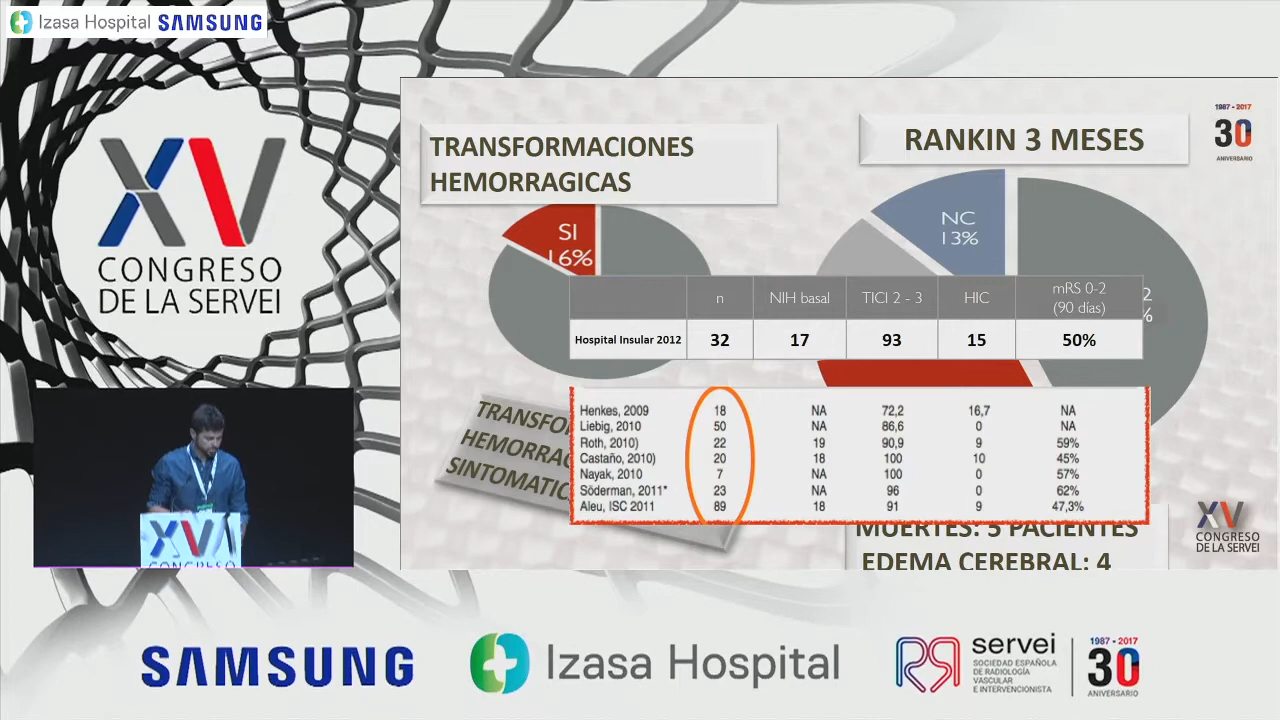 Izasa Hospital SAMSUNG
XV
CONGRESO
DE LA SERVEI
TRANSFORMACIONES
HEMORRAGICAS
RANKIN 3 MESES
1987 - 2017
30
ANIVERSARIO
SI
16%
NC
13%
2
%
n NIH basal TICI 2 - 3 HIC mRS 0-2
(90 días)
Hospital Insular 2012 32 17 93 15 50%
Henkes, 2009 18 NA 72,2 16,7 NA
Liebig, 2010 50 NA 86,6 0 NA
Roth, 2010) 22 19 90,9 9 59%
Castaño, 2010) 20 18 100 10 45%
Nayak, 2010 7 NA 100 0 57%
Söderman, 2011* 23 NA 96 0 62%
Aleu, ISC 2011 89 18 91 9 47,3%
TRANSFO
HEMORRAG
SINTOMATIC
MUERTES: 5 PACIENTES
EDEMA CEREBRAL: 4
XV
CONGRESO
DE LA SERVEI
XV
CONGRESO
SAMSUNG
Izasa Hospital
servei
SOCIEDAD ESPAÑOLA
DE RADIOLOGÍA
VASCULAR
E INTERVENCIONISTA
1987 - 2017
30
ANIVERSARIO